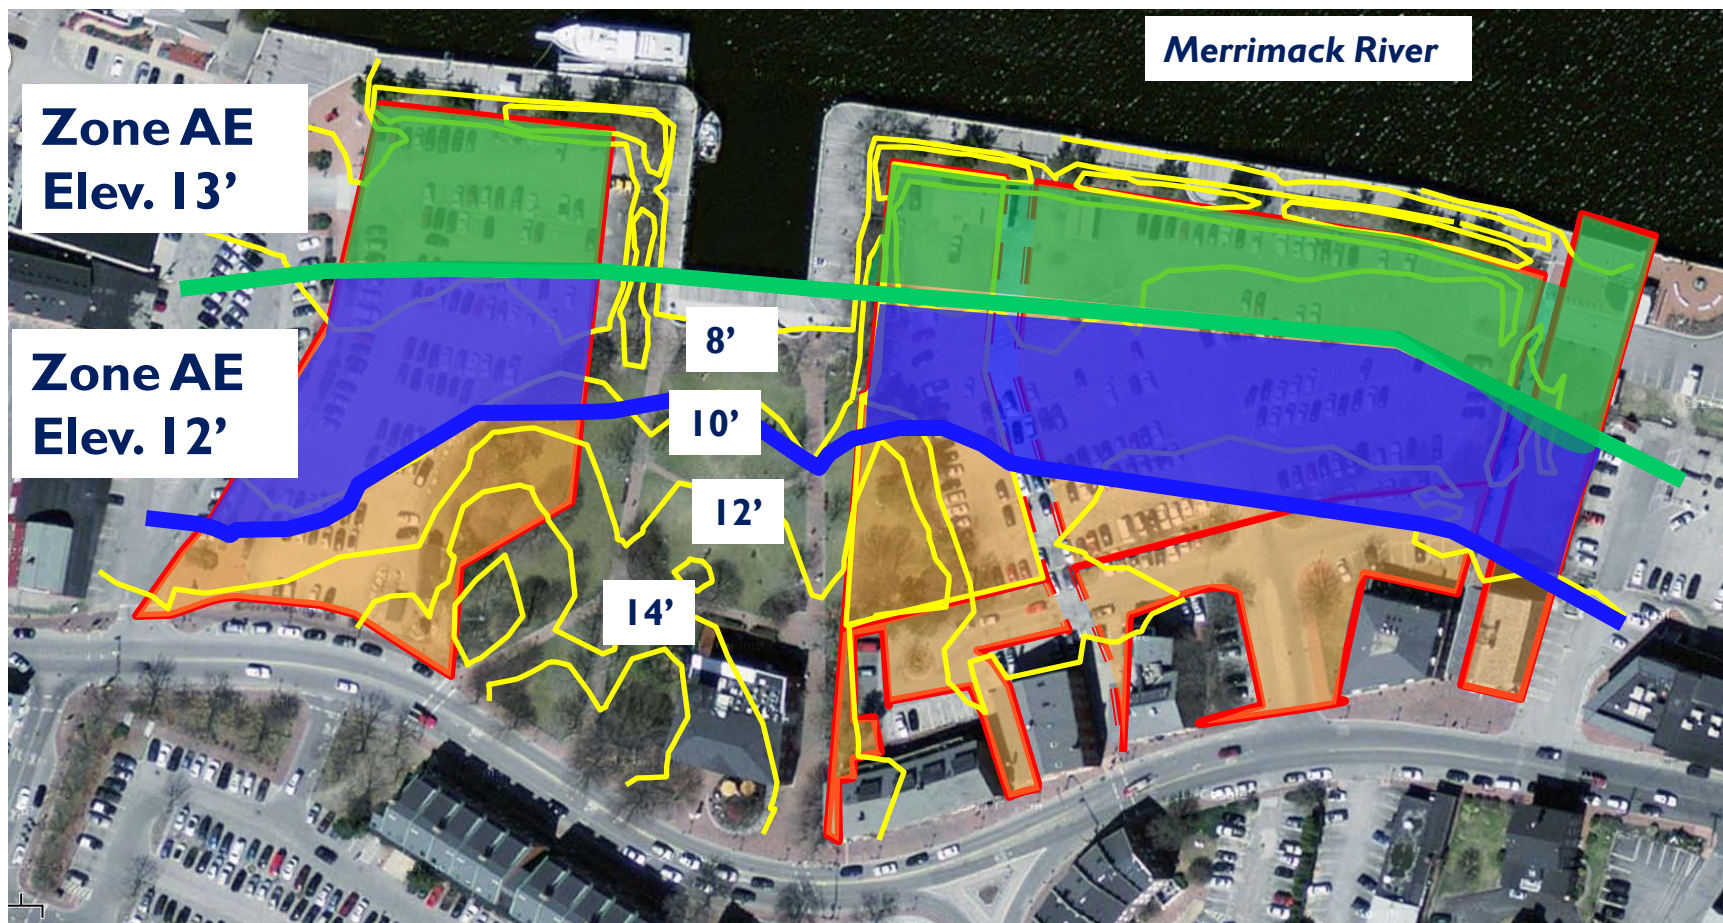 Merrimack River
Zone AE
Elev. 13’
8’
Zone AE
Elev. 12’
10’
12’
14’